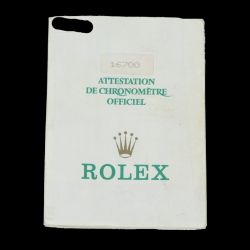 16700
ATTESTATION
DE CHRONOMÈTRE
OFFICIEL
ROLEX